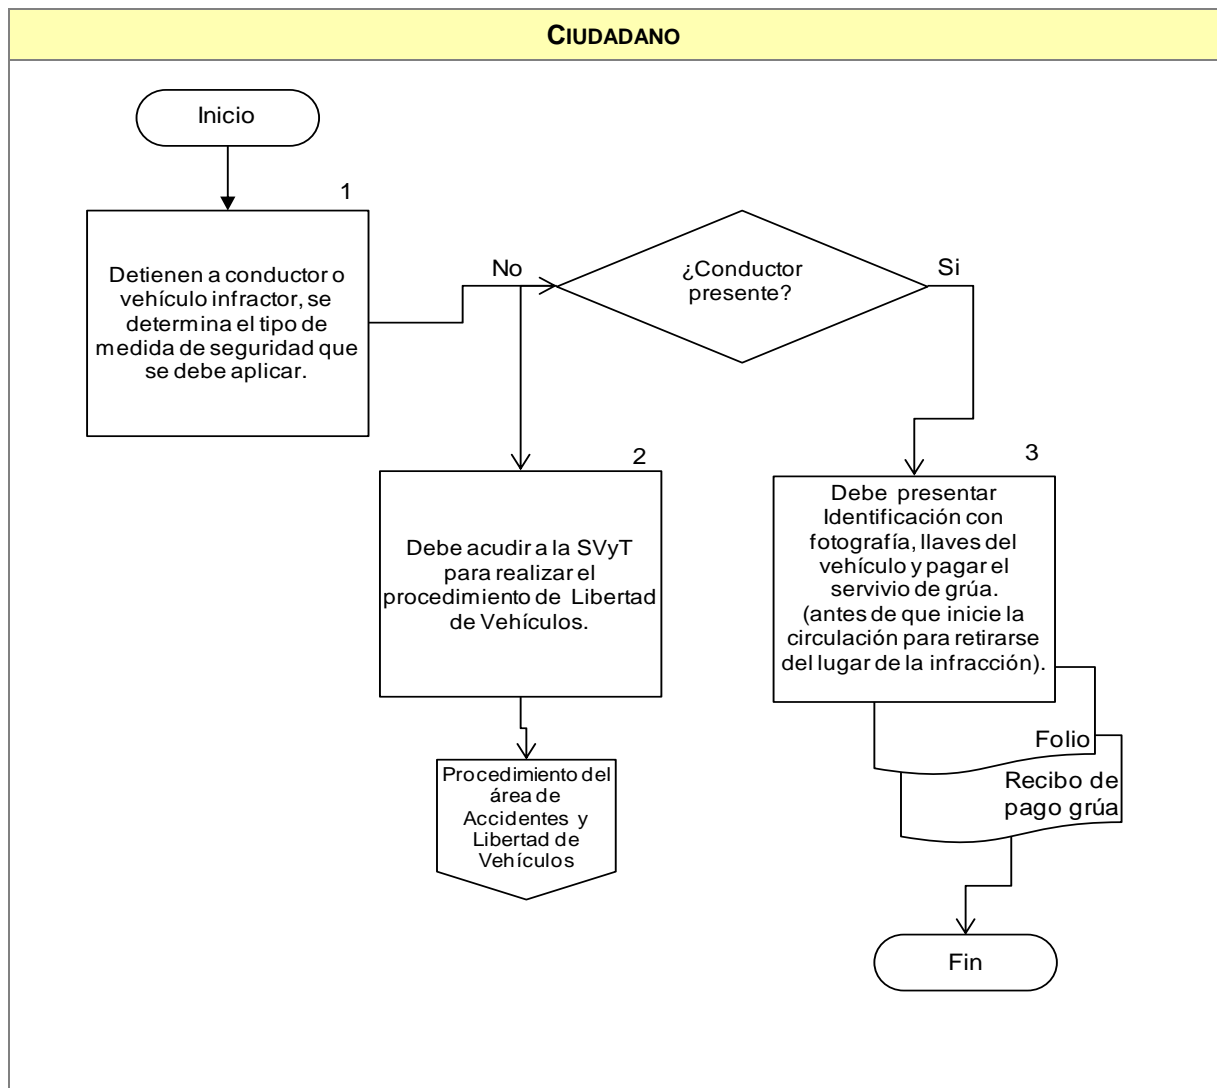 CIUDADANO
Inicio
1
Detienen a conductor o
vehículo infractor, se
determina el tipo de
medida de seguridad que
se debe aplicar.
No
¿Conductor
presente?
Si
2
Debe acudir a la SVyT
para realizar el
procedimiento de Libertad
de Vehículos.
3
Debe presentar
Identificación con
fotografía, llaves del
vehículo y pagar el
servivio de grúa.
(antes de que inicie la
circulación para retirarse
del lugar de la infracción).
Folio
Recibo de
pago grúa
Procedimiento del
área de
Accidentes y
Libertad de
Vehículos
Fin